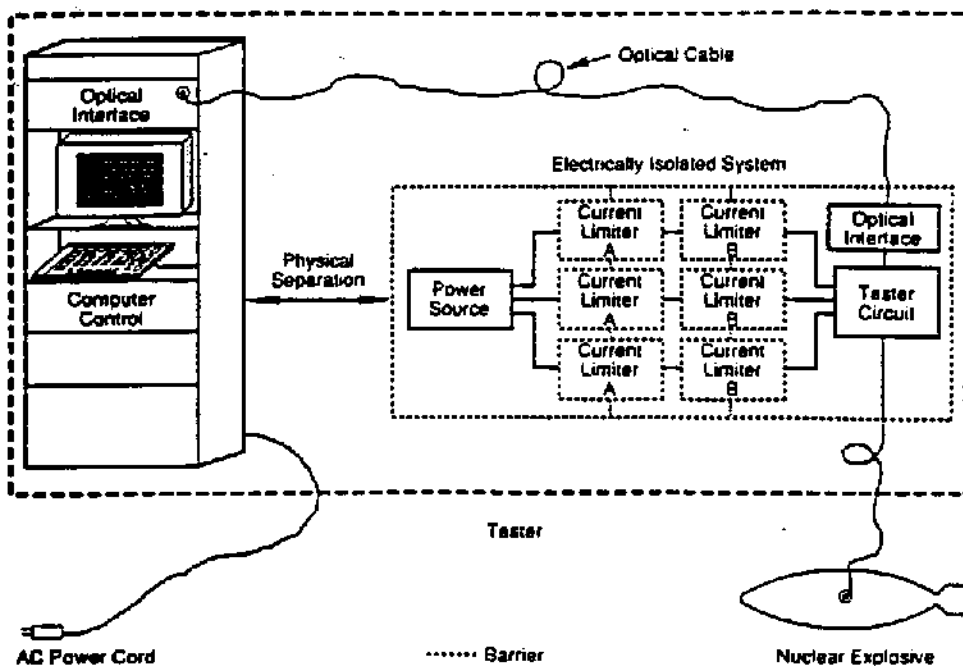 Optical Cable
Optical
Interface
Electrically Isolated System
Current
Limiter
A
Current
Limiter
B
Optical
Interface
Physical
Separation
Power
Source
Current
Limiter
A
Current
Limiter
B
Tester
Circuit
Computer
Control
Current
Limiter
A
Current
Limiter
B
Tester
AC Power Cord
Barrier
Nuclear Explosive